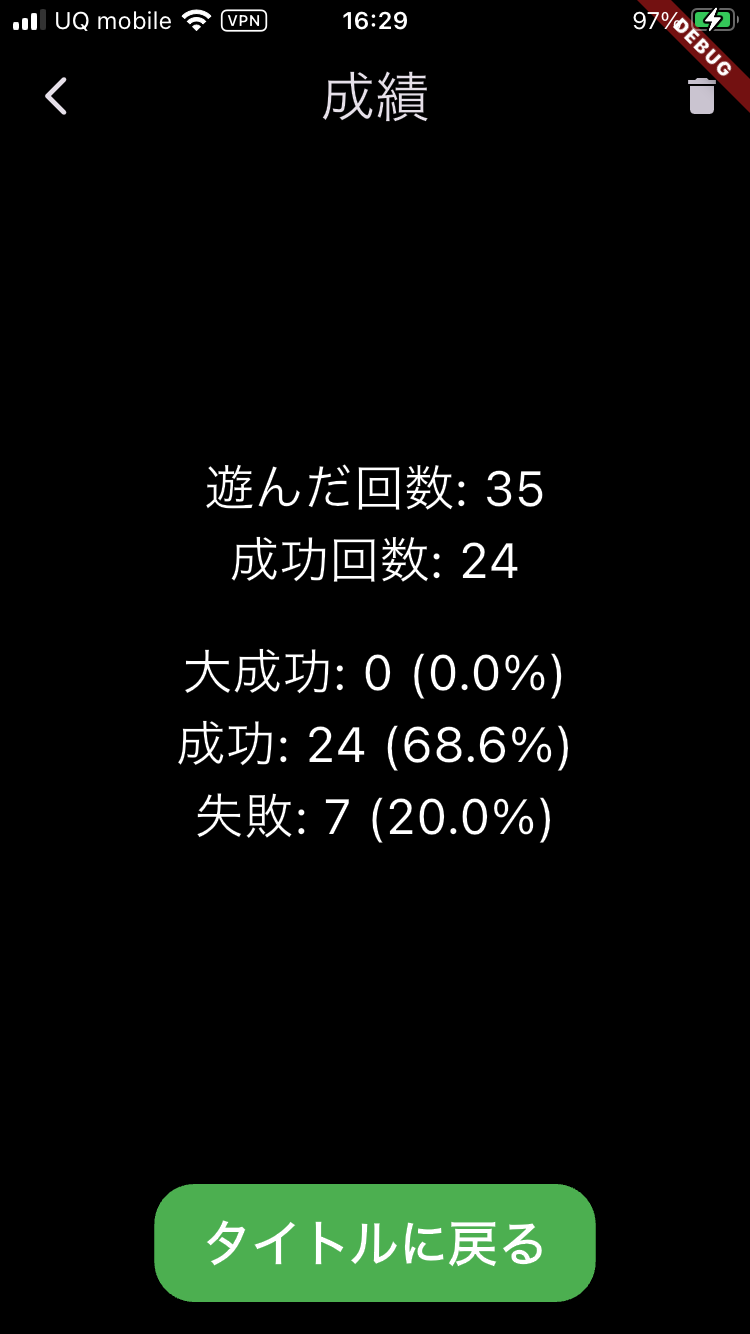 UQ mobile VPN 16:29 97%
DEBUG
成績
遊んだ回数: 35
成功回数: 24
大成功: 0 (0.0%)
成功: 24 (68.6%)
失敗: 7 (20.0%)
タイトルに戻る